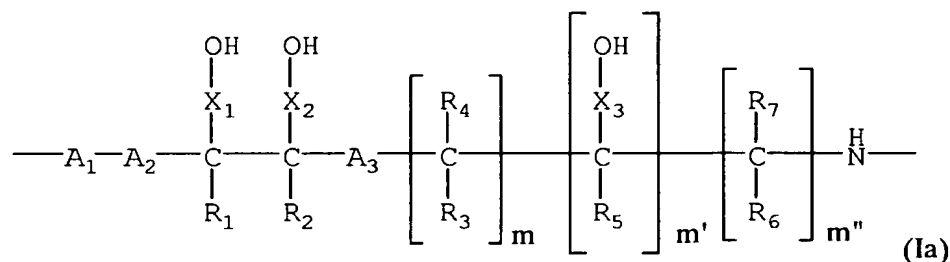 OH OH OH
X₁ X₂ R₄ X₃ R₇ H
A₁ A₂ C C A₃ C C C N
R₁ R₂ R₃ R₅ R₆
m m' m"
(Ia)